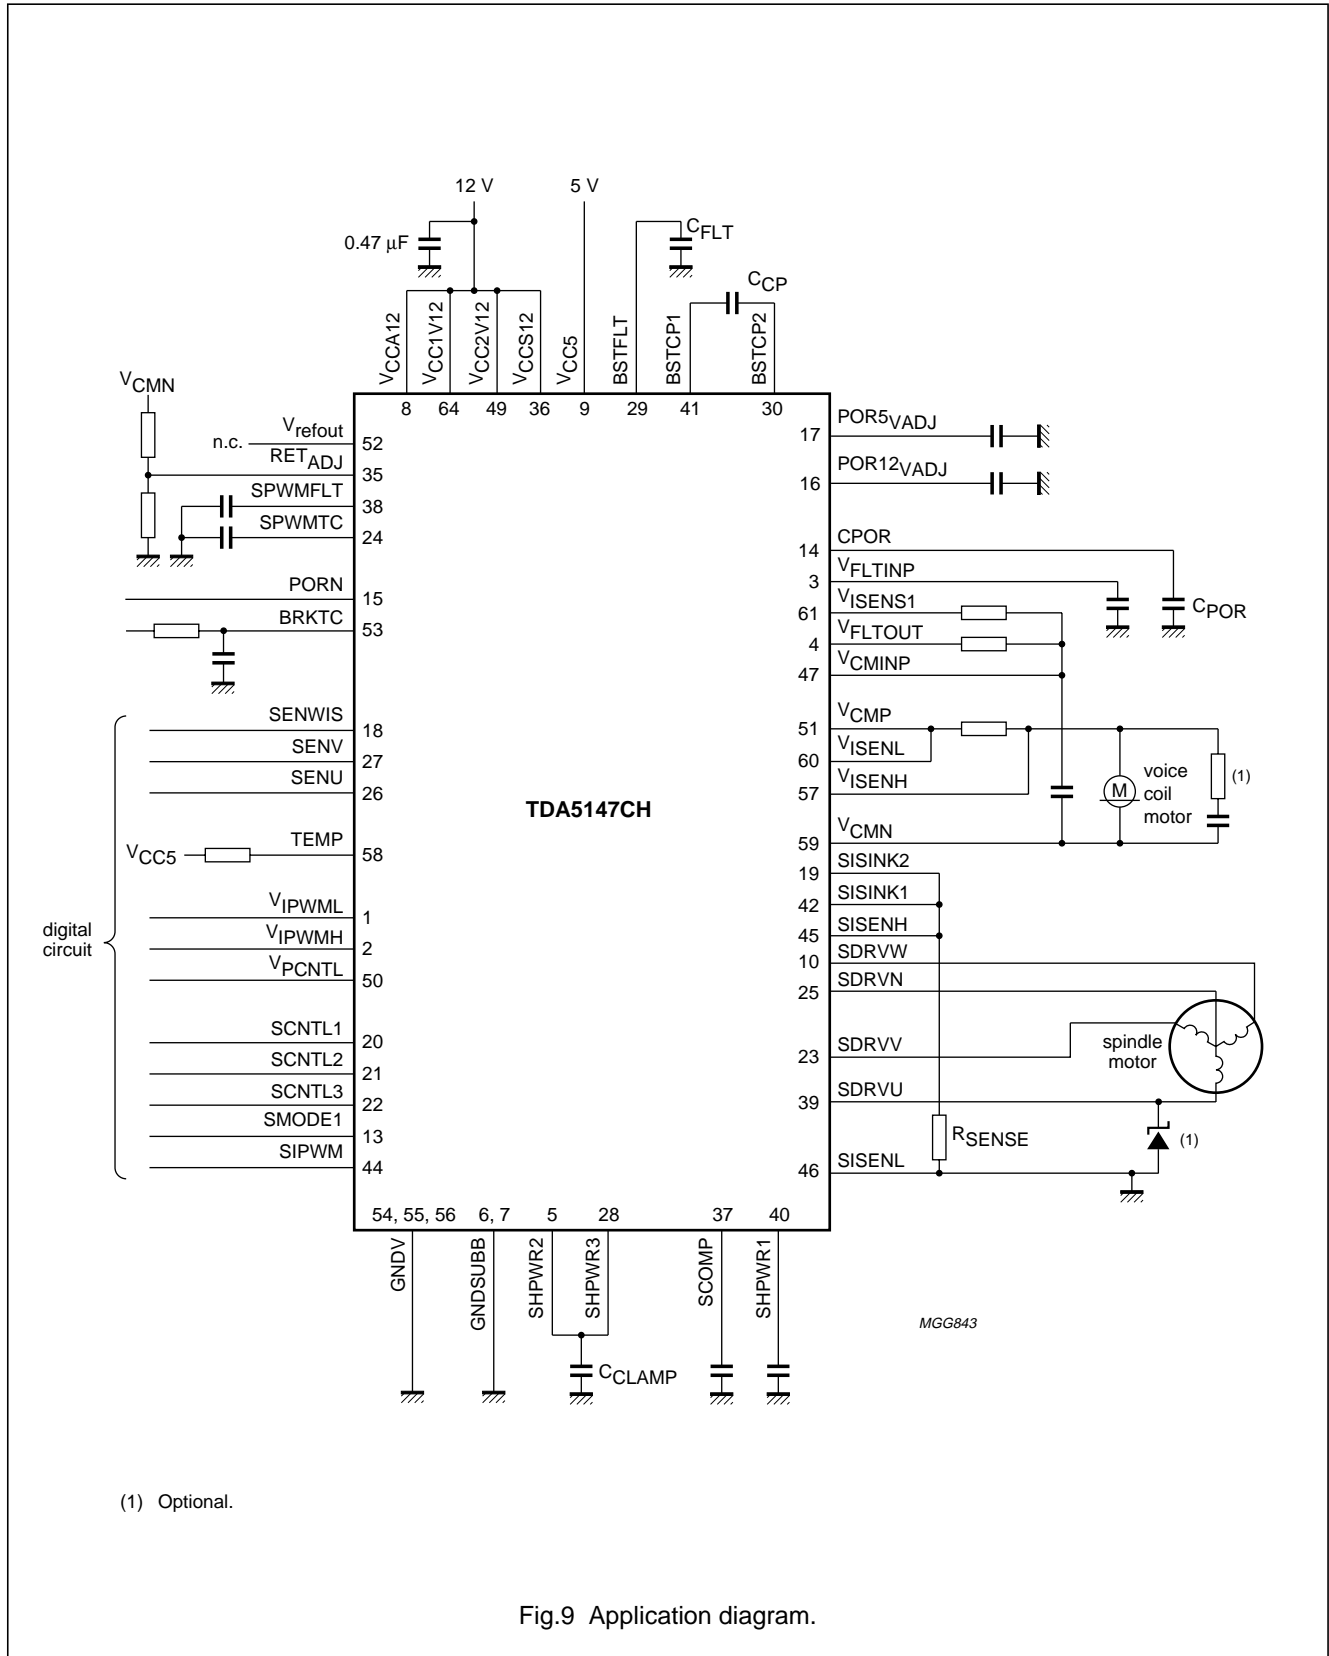 12 V
5 V
0.47 µF
CFLT
CCP
VCCA12
VCC1V12
VCC2V12
VCCS12
VCC5
BSTFLT
BSTCP1
BSTCP2
8 64 49 36 9 29 41 30
VCMN
n.c.
Vrefout
52
RETADJ
35
SPWMFLT
38
SPWMTC
24
PORN
15
BRKTC
53
SENWIS
18
SENV
27
SENU
26
VCC5
TEMP
58
digital
circuit
VIPWML
1
VIPWMH
2
VPCNTL
50
SCNTL1
20
SCNTL2
21
SCNTL3
22
SMODE1
13
SIPWM
44
TDA5147CH
17
POR5VADJ
16
POR12VADJ
14
CPOR
3
VFLTINP
CPOR
61
VISENS1
4
VFLTOUT
47
VCMINP
51
VCMP
60
VISENL
57
VISENH
M
voice
coil
motor
(1)
59
VCMN
19
SISINK2
42
SISINK1
45
SISENH
10
SDRVW
25
SDRVN
23
SDRVV
spindle
motor
39
SDRVU
RSENSE
(1)
46
SISENL
54, 55, 56 6, 7 5 28 37 40
GNDV
GNDSUBB
SHPWR2
SHPWR3
SCOMP
SHPWR1
CCLAMP
MGG843
(1) Optional.
Fig.9 Application diagram.